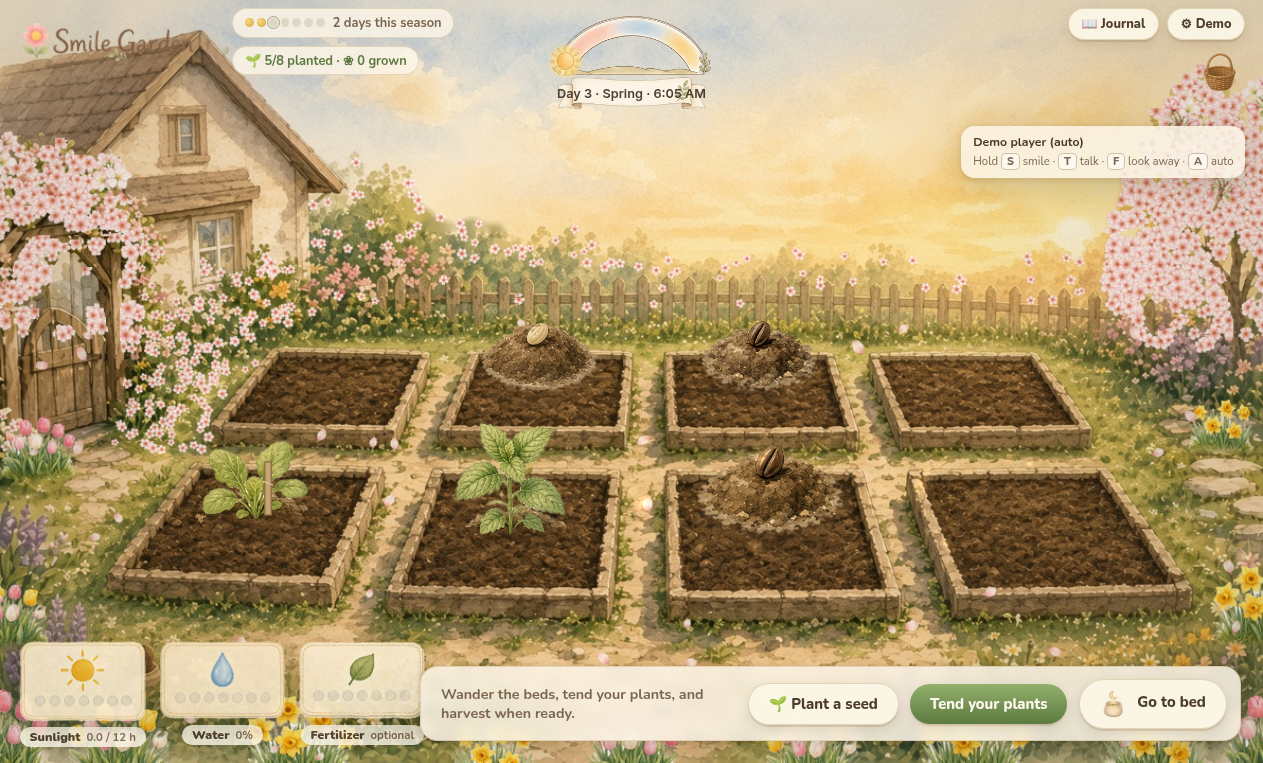 Smile Garden
2 days this season
🌱 5/8 planted · ❀ 0 grown
Day 3 · Spring · 6:05 AM
📖 Journal
⚙ Demo
Demo player (auto)
Hold S smile · T talk · F look away · A auto
Wander the beds, tend your plants, and
harvest when ready.
🌱 Plant a seed
Tend your plants
Go to bed
Sunlight 0.0 / 12 h
Water 0%
Fertilizer optional